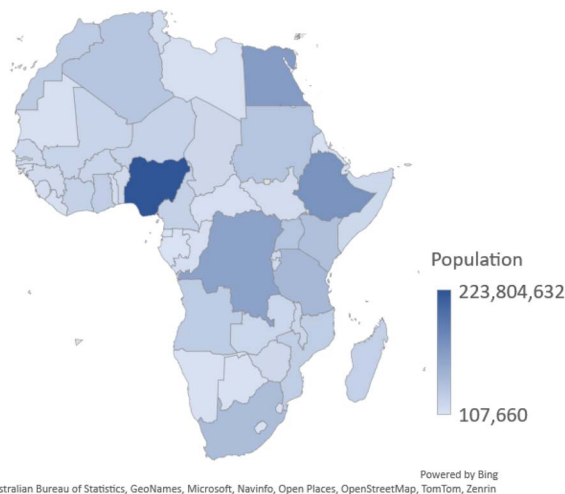 Population
223,804,632
107,660
Powered by Bing
stralian Bureau of Statistics, GeoNames, Microsoft, Navinfo, Open Places, OpenStreetMap, TomTom, Zenrin